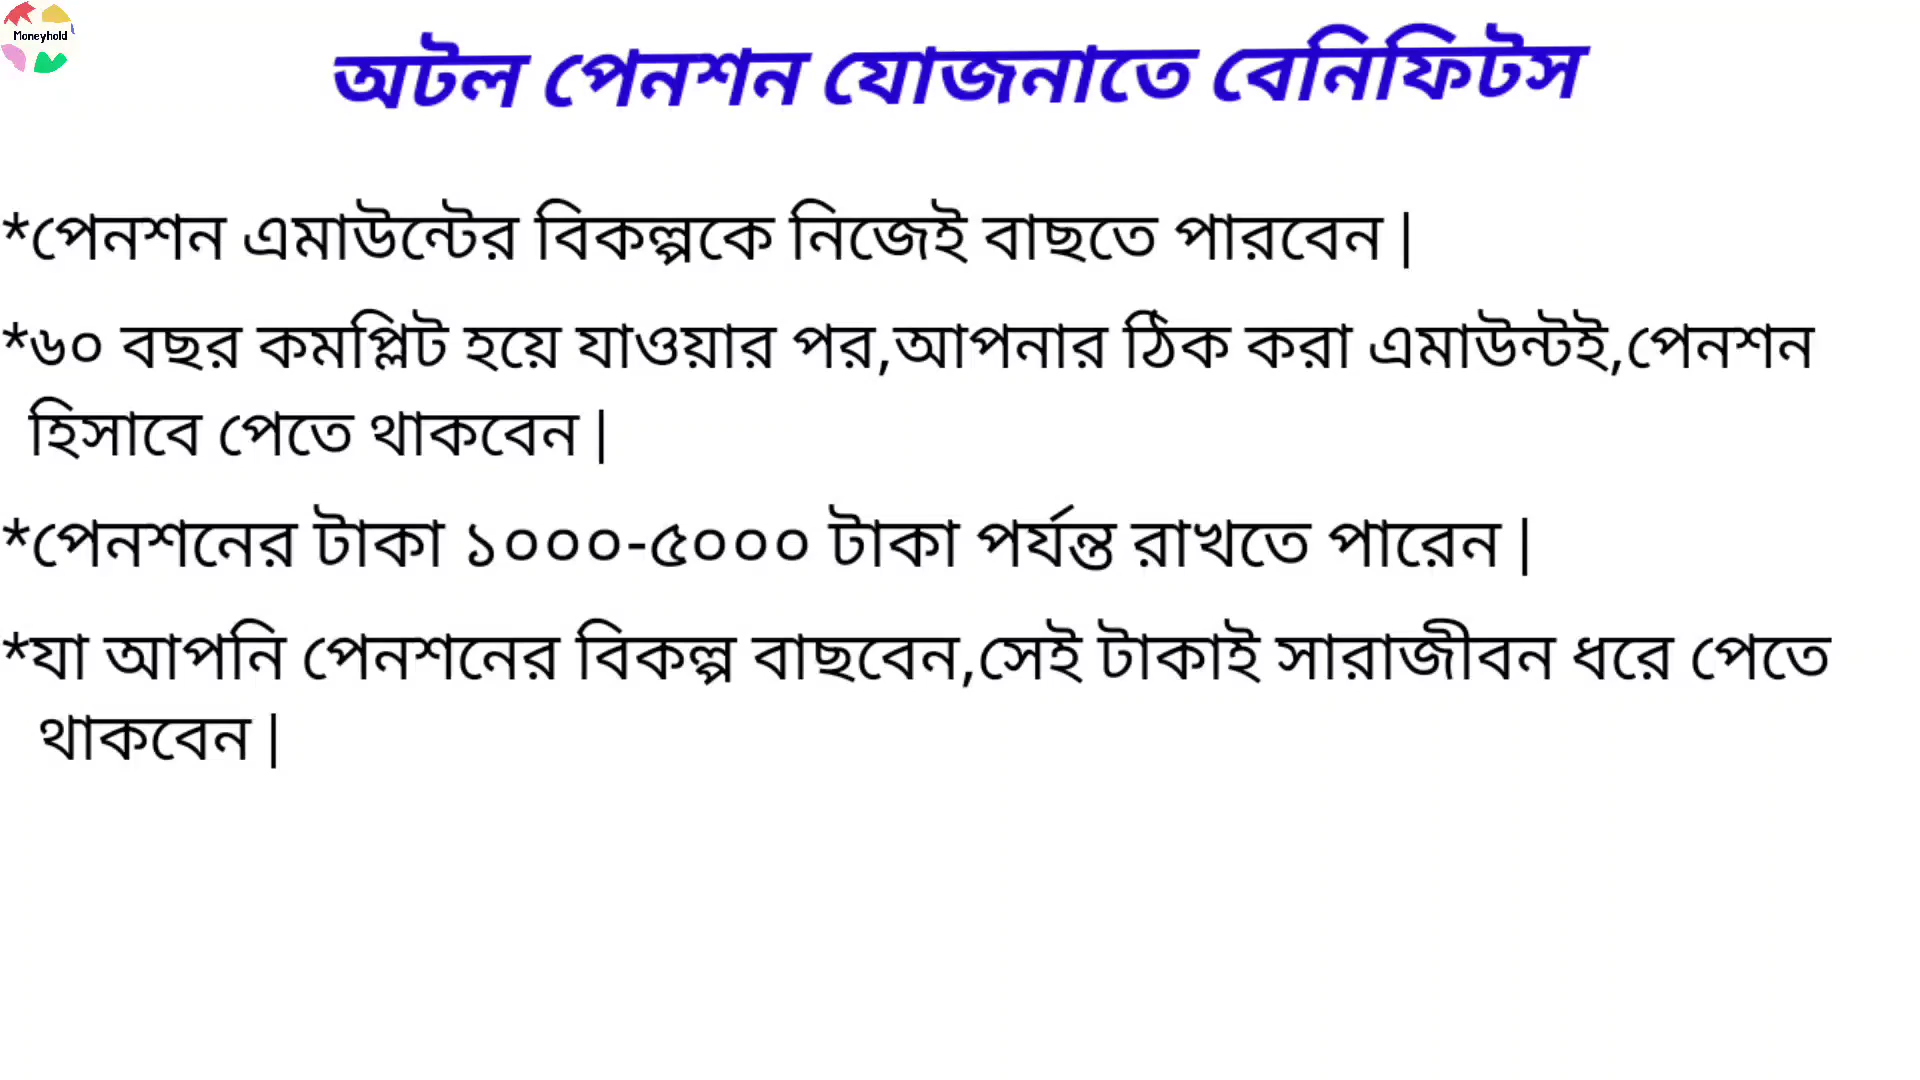 Moneyhold
অটল পেনশন যোজনাতে বেনিফিটস
*পেনশন এমাউন্টের বিকল্পকে নিজেই বাছতে পারবেন|
*৬০ বছর কমপ্লিট হয়ে যাওয়ার পর,আপনার ঠিক করা এমাউন্টই,পেনশন
হিসাবে পেতে থাকবেন|
*পেনশনের টাকা ১০০০-৫০০০ টাকা পর্যন্ত রাখতে পারেন|
*যা আপনি পেনশনের বিকল্প বাছবেন,সেই টাকাই সারাজীবন ধরে পেতে
থাকবেন|